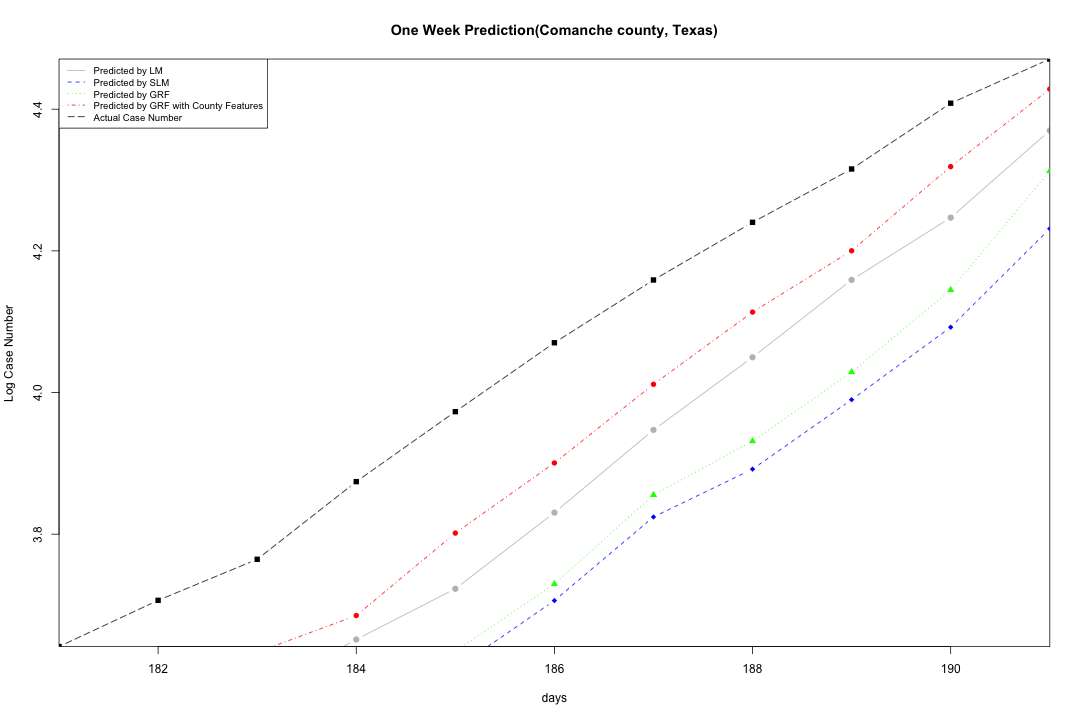 One Week Prediction(Comanche county, Texas)
Predicted by LM
Predicted by SLM
Predicted by GRF
Predicted by GRF with County Features
Actual Case Number
4.4
4.2
4.0
3.8
Log Case Number
182 184 186 188 190
days